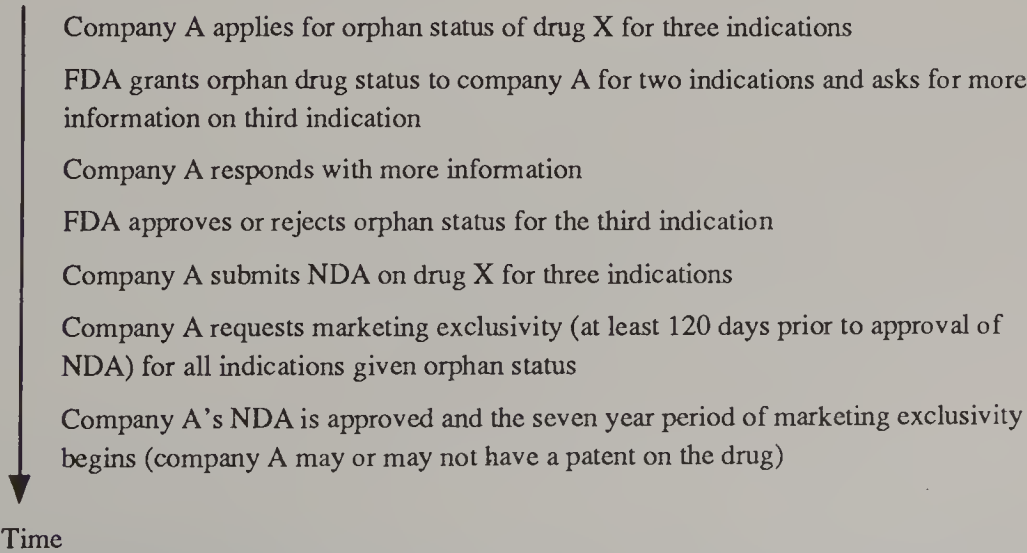 Company A applies for orphan status of drug X for three indications
FDA grants orphan drug status to company A for two indications and asks for more
information on third indication
Company A responds with more information
FDA approves or rejects orphan status for the third indication
Company A submits NDA on drug X for three indications
Company A requests marketing exclusivity (at least 120 days prior to approval of
NDA) for all indications given orphan status
Company A's NDA is approved and the seven year period of marketing exclusivity
begins (company A may or may not have a patent on the drug)
Time